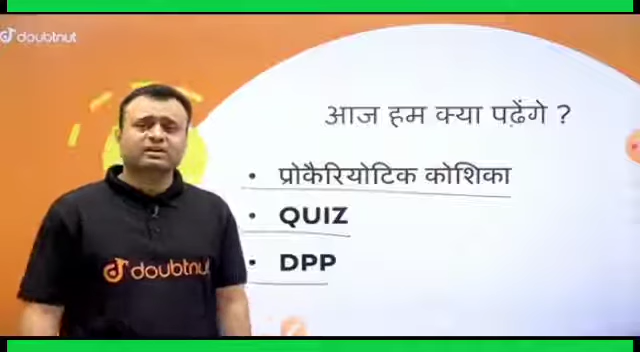 doubtnut
आज हम क्या पढ़ेंगे ?
• प्रोकैरियोटिक कोशिका
• QUIZ
• DPP
doubtnut